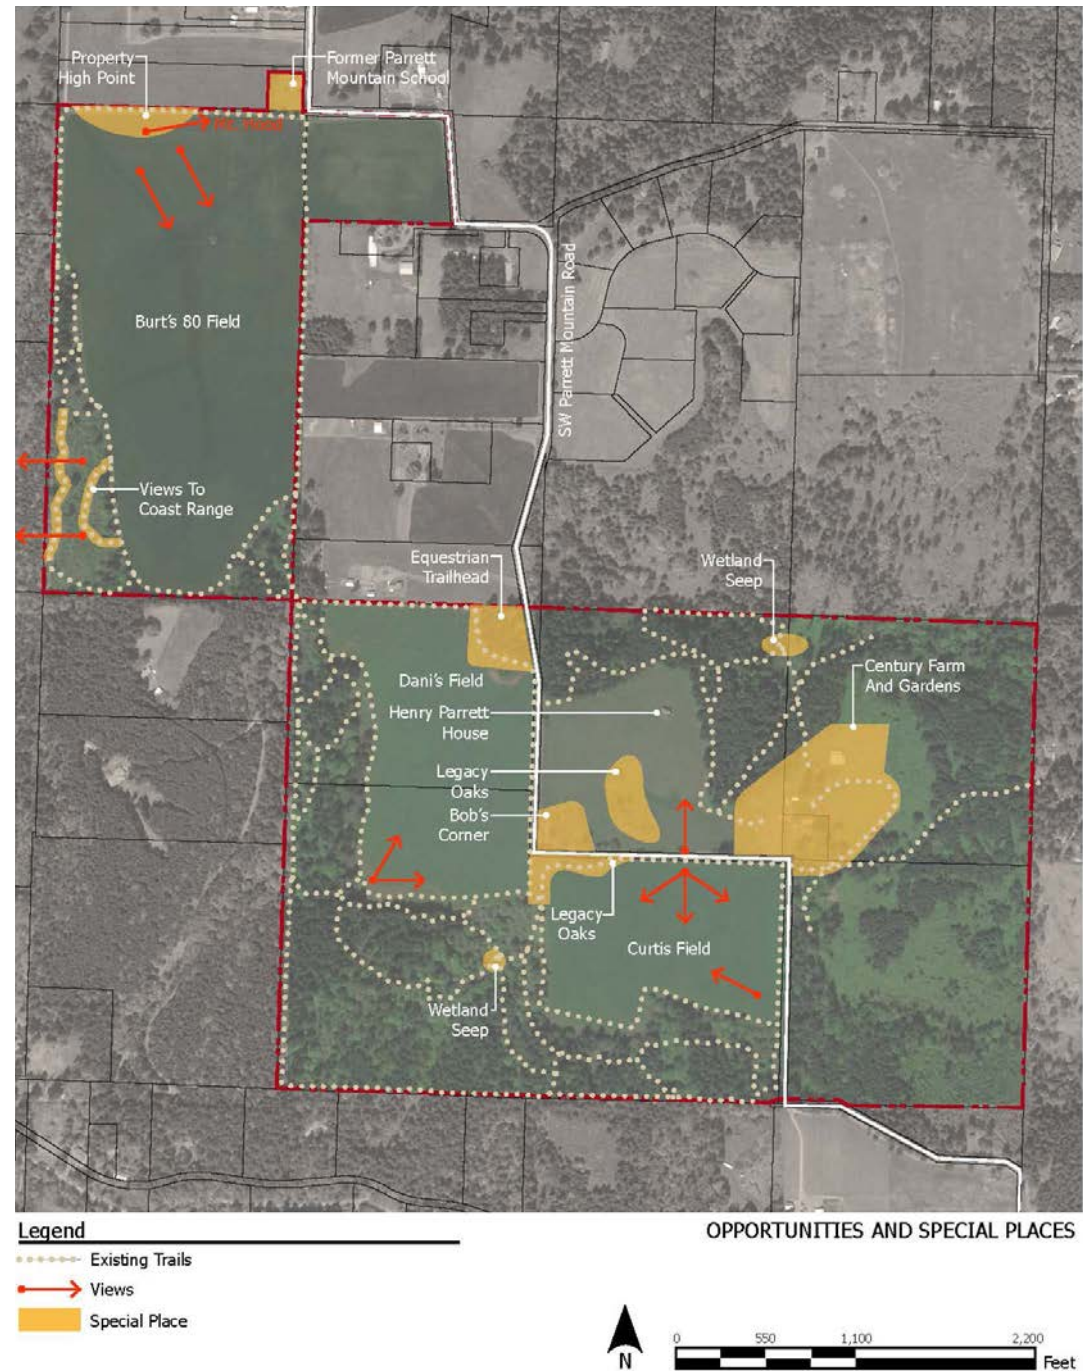 Property
High Point
Former Parrett
Mountain School
Mt. Hood
Burt's 80 Field
SW Parrett Mountain Road
Views To
Coast Range
Equestrian
Trailhead
Wetland
Seep
Dani's Field
Century Farm
And Gardens
Henry Parrett
House
Legacy
Oaks
Bob's
Corner
Legacy
Oaks
Curtis Field
Wetland
Seep
Legend
OPPORTUNITIES AND SPECIAL PLACES
Existing Trails
Views
Special Place
N
0 550 1,100 2,200
Feet